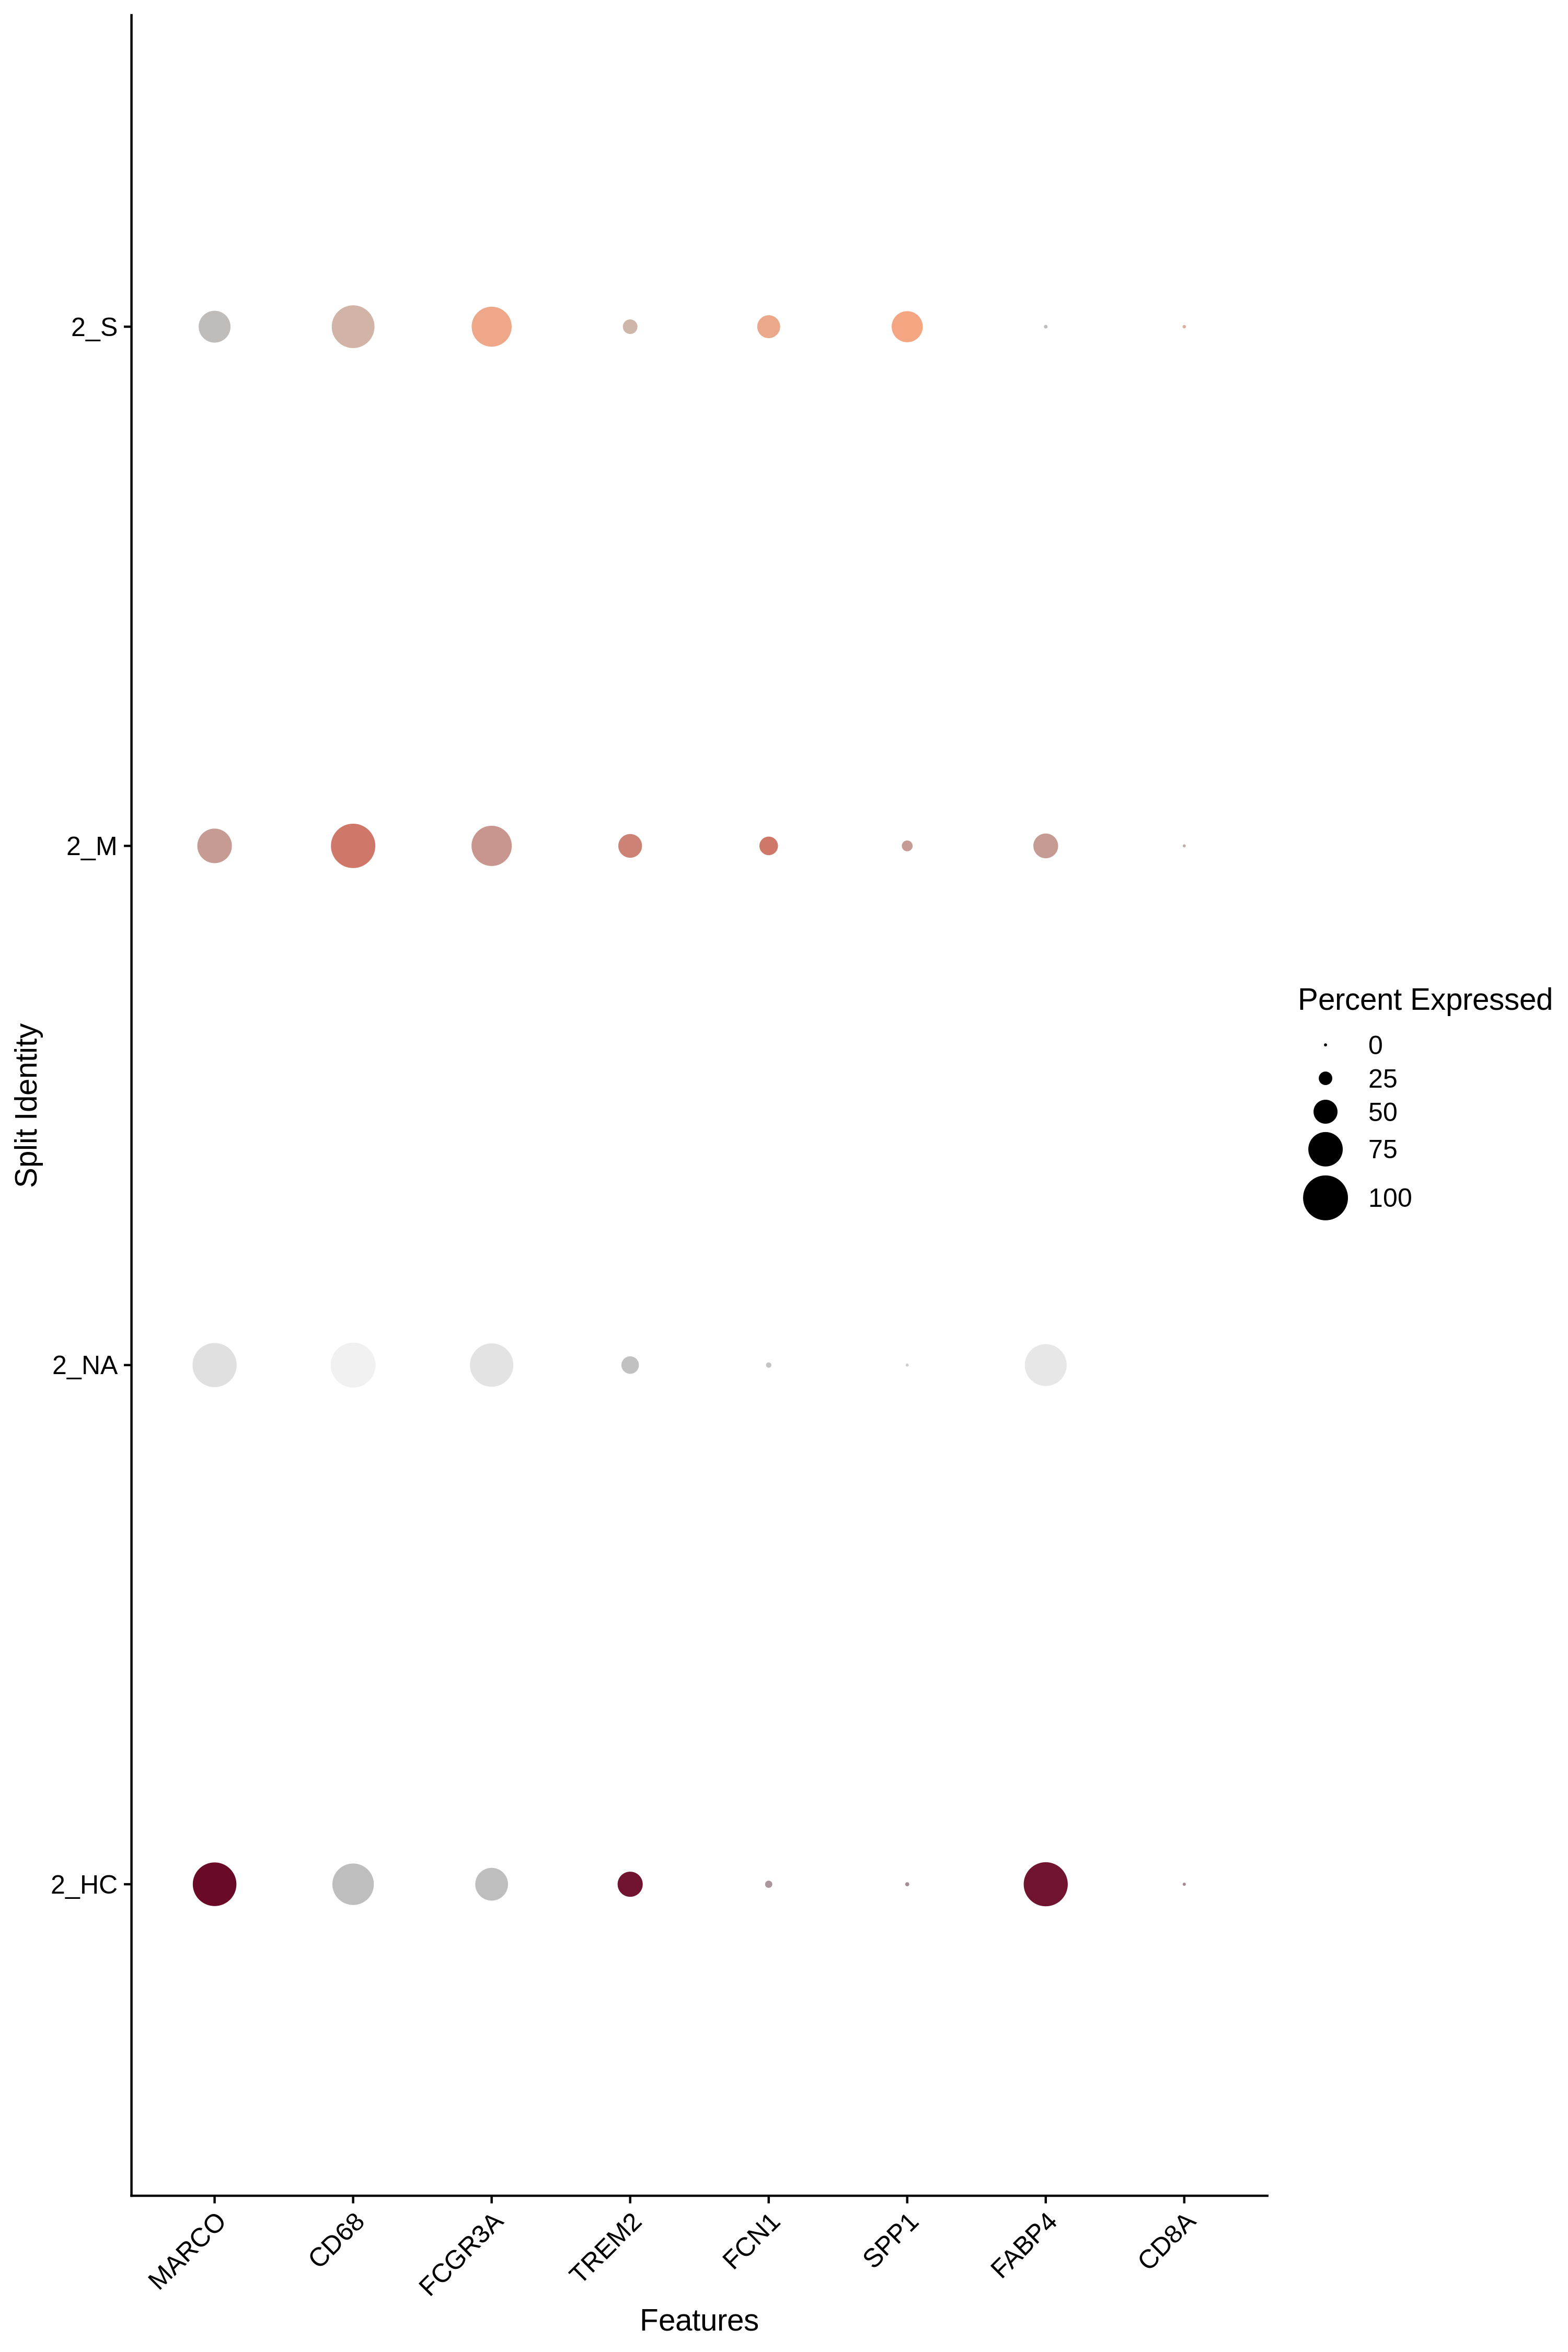 2_S
2_M
2_NA
2_HC
Split Identity
MARCO
CD68
FCGR3A
TREM2
FCN1
SPP1
FABP4
CD8A
Features
Percent Expressed
0
25
50
75
100